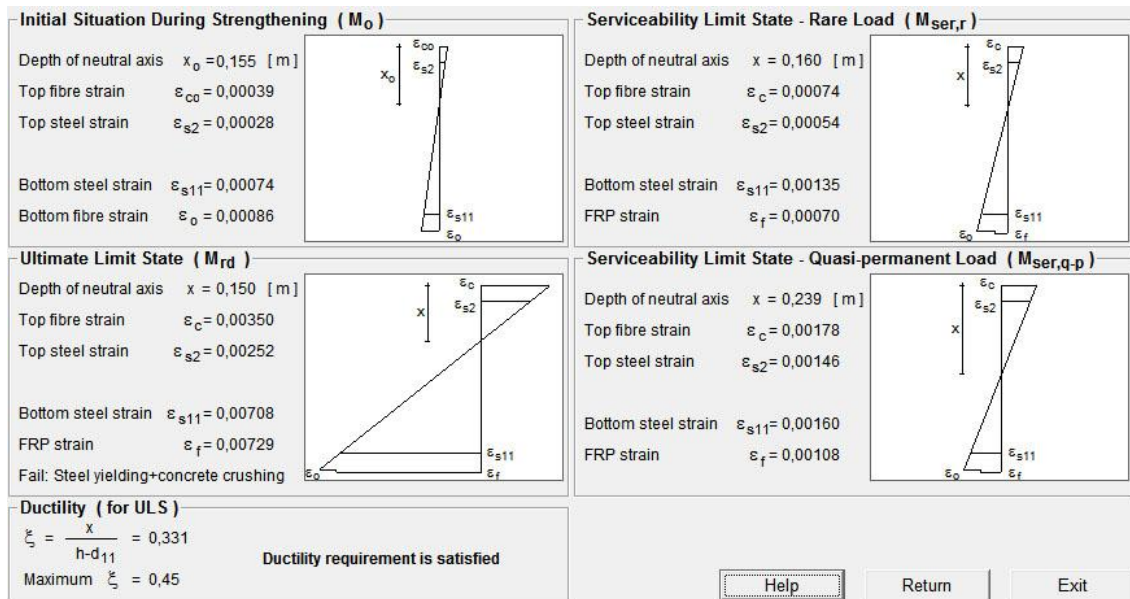 Initial Situation During Strengthening ( Mo )
Depth of neutral axis xo =0,155 [ m ]
Top fibre strain εco = 0,00039
Top steel strain εs2 = 0,00028
Bottom steel strain εs11= 0,00074
Bottom fibre strain εo = 0,00086
εco
εs2
xo
εs11
εo
Serviceability Limit State - Rare Load ( Mser,r )
Depth of neutral axis x = 0,160 [ m ]
Top fibre strain εc = 0,00074
Top steel strain εs2= 0,00054
Bottom steel strain εs11= 0,00135
FRP strain εf = 0,00070
εc
εs2
x
εs11
εo εf
Ultimate Limit State ( Mrd )
Depth of neutral axis x = 0,150 [ m ]
Top fibre strain εc= 0,00350
Top steel strain εs2= 0,00252
Bottom steel strain εs11= 0,00708
FRP strain εf = 0,00729
Fail: Steel yielding+concrete crushing
εc
εs2
x
εs11
εo εf
Serviceability Limit State - Quasi-permanent Load ( Mser,q-p )
Depth of neutral axis x = 0,239 [ m ]
Top fibre strain εc = 0,00178
Top steel strain εs2= 0,00146
Bottom steel strain εs11= 0,00160
FRP strain εf = 0,00108
εc
εs2
x
εs11
εo εf
Ductility ( for ULS )
ξ = x / h-d11 = 0,331
Maximum ξ = 0,45
Ductility requirement is satisfied
Help Return Exit